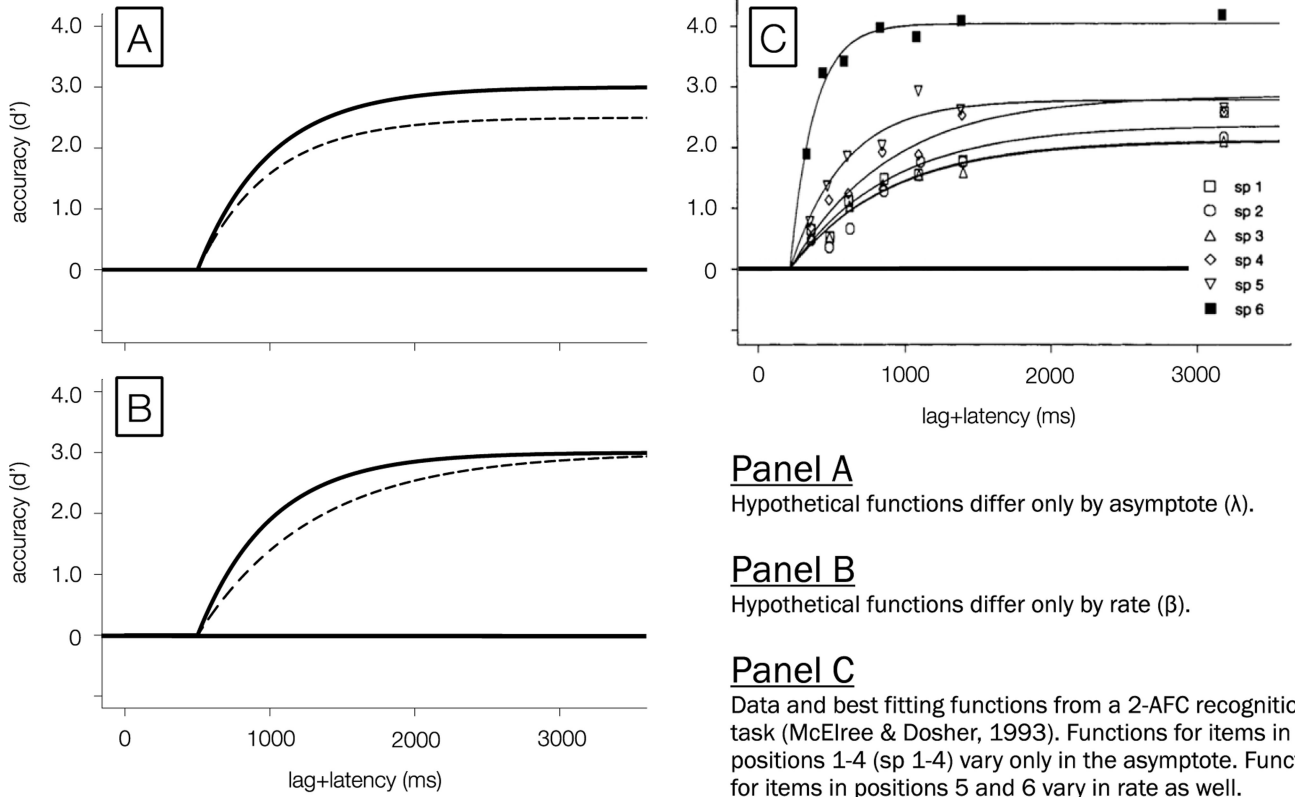 A
4.0
3.0
2.0
1.0
0
accuracy (d')
B
4.0
3.0
2.0
1.0
0
accuracy (d')
0 1000 2000 3000
lag+latency (ms)
C
4.0
3.0
2.0
1.0
0
sp 1
sp 2
sp 3
sp 4
sp 5
sp 6
0 1000 2000 3000
lag+latency (ms)
Panel A
Hypothetical functions differ only by asymptote (λ).
Panel B
Hypothetical functions differ only by rate (β).
Panel C
Data and best fitting functions from a 2-AFC recognitio
task (McElree & Dosher, 1993). Functions for items in
positions 1-4 (sp 1-4) vary only in the asymptote. Func
for items in positions 5 and 6 vary in rate as well.